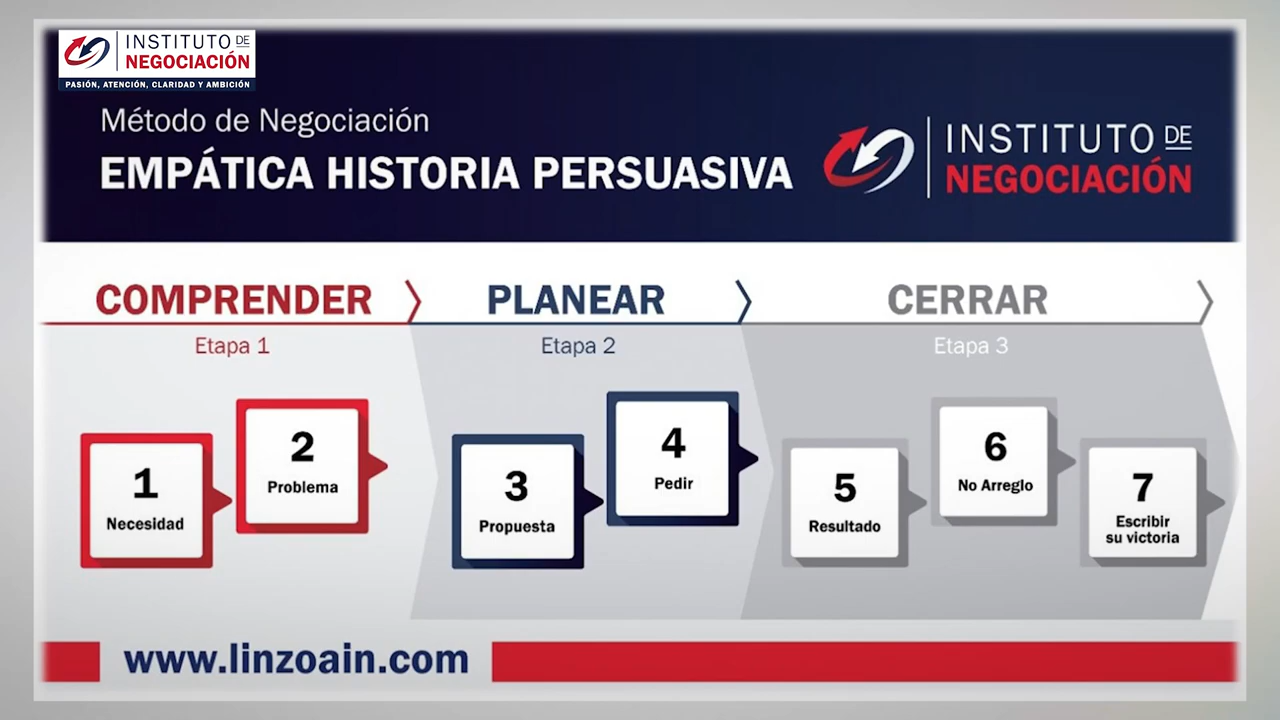 INSTITUTO DE
NEGOCIACIÓN
PASIÓN, ATENCIÓN, CLARIDAD Y AMBICIÓN
Método de Negociación
EMPÁTICA HISTORIA PERSUASIVA
INSTITUTO DE
NEGOCIACIÓN
COMPRENDER
Etapa 1
PLANEAR
Etapa 2
CERRAR
Etapa 3
1
Necesidad
2
Problema
3
Propuesta
4
Pedir
5
Resultado
6
No Arreglo
7
Escribir
su victoria
www.linzoain.com